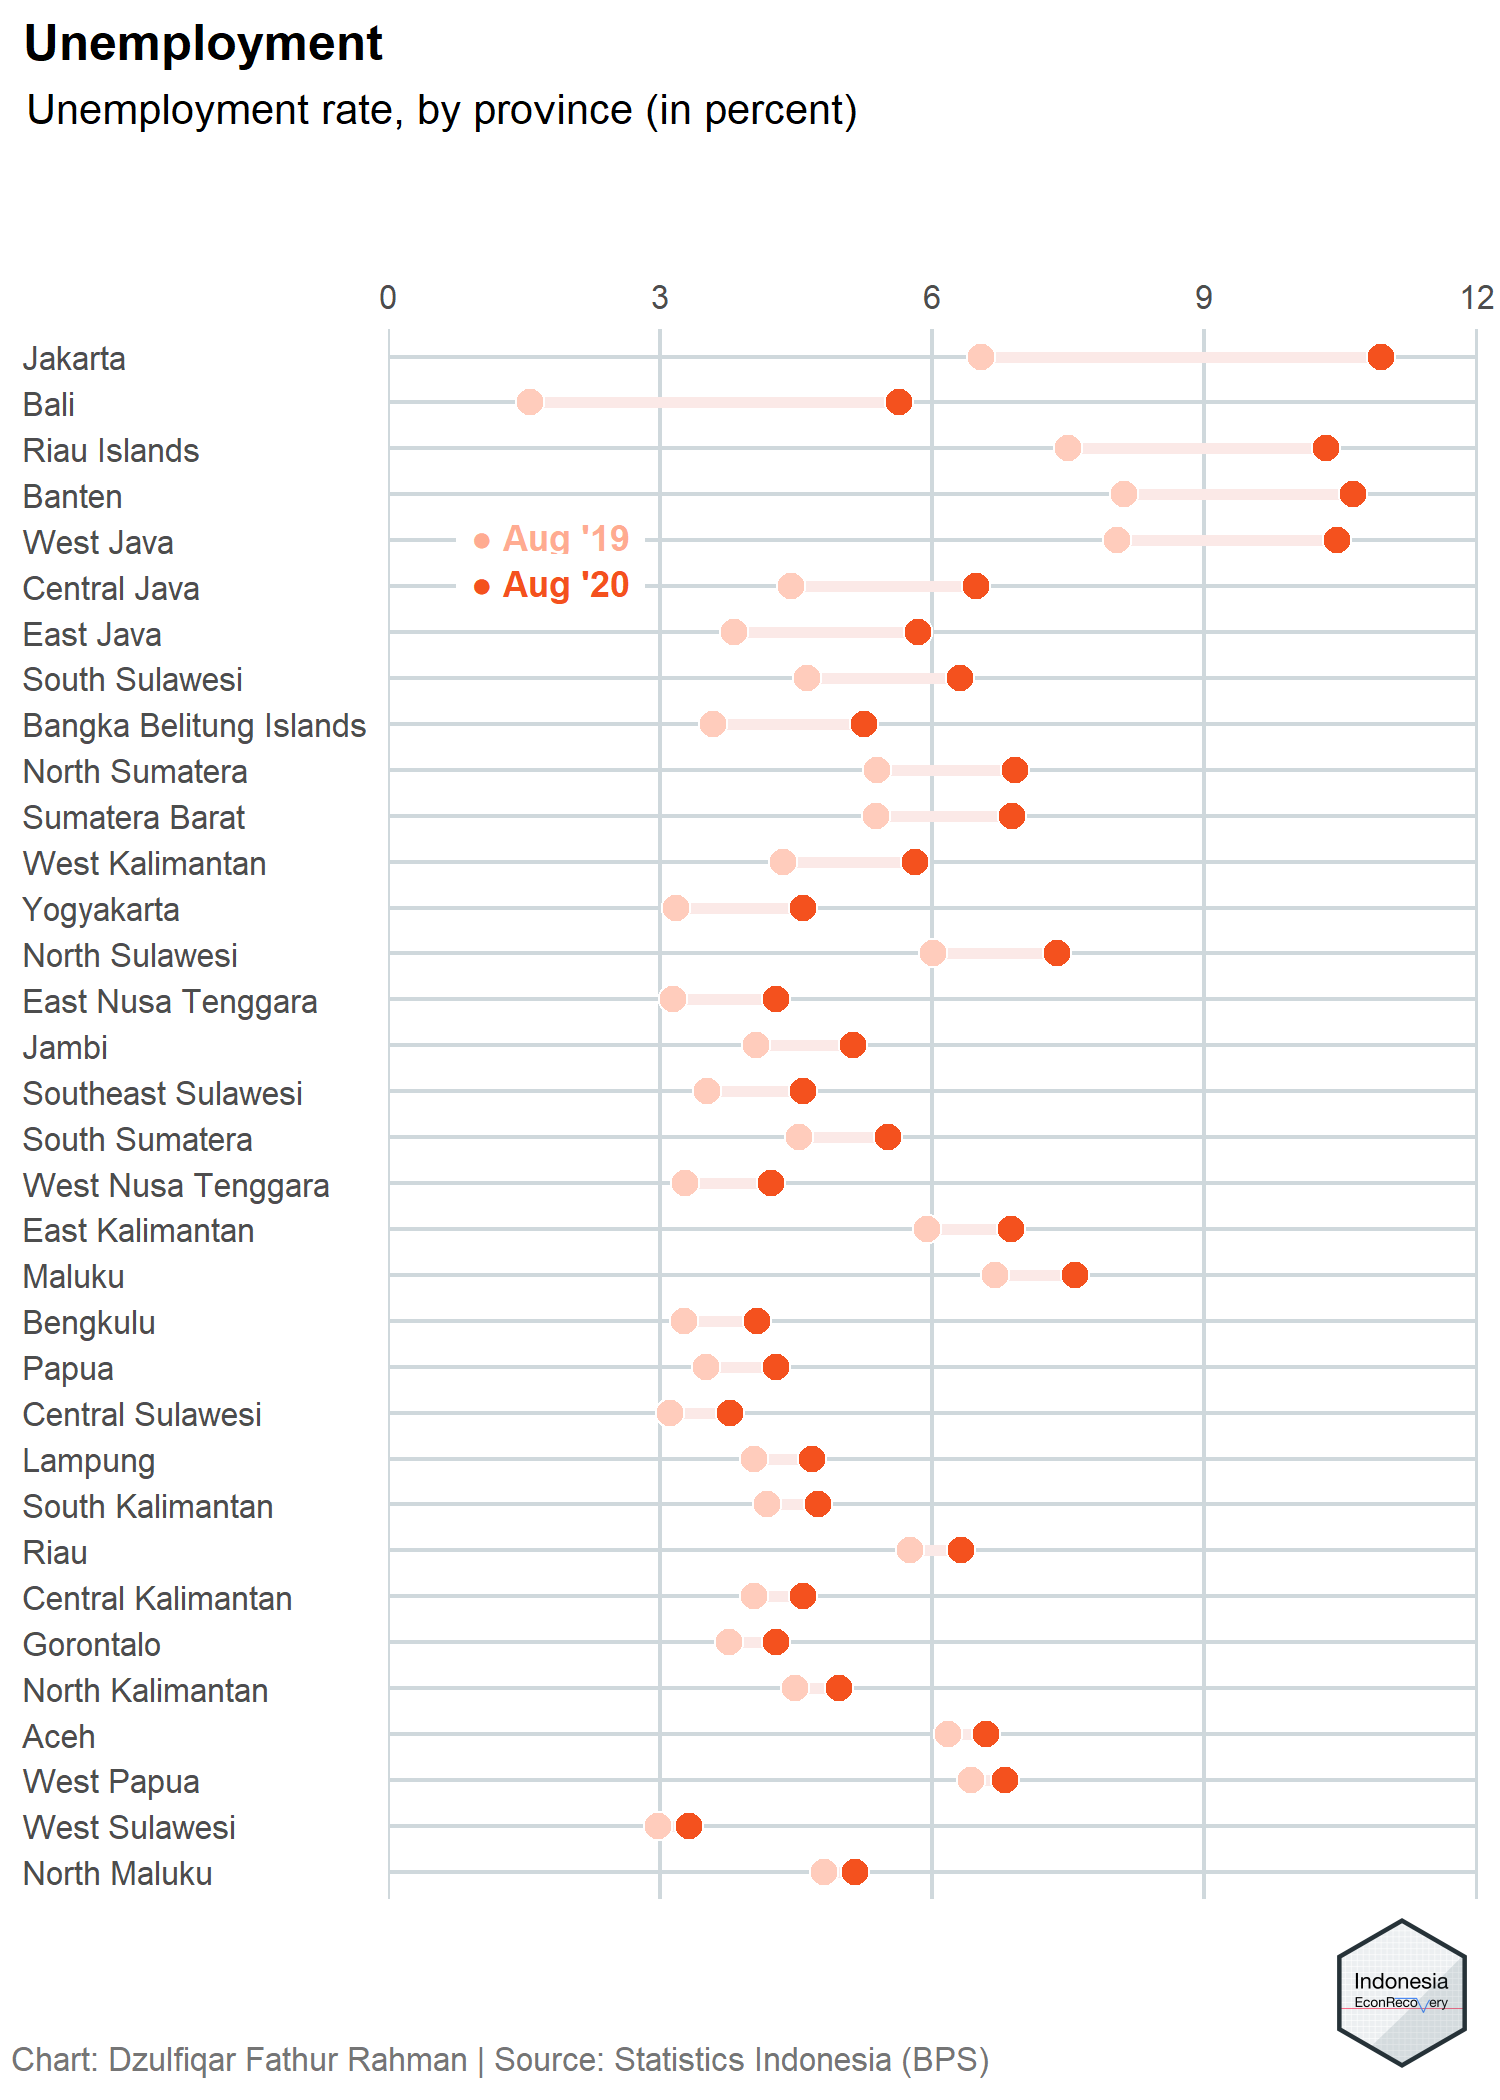 Unemployment
Unemployment rate, by province (in percent)
0 3 6 9 12
Jakarta
Bali
Riau Islands
Banten
West Java
Aug '19
Central Java
Aug '20
East Java
South Sulawesi
Bangka Belitung Islands
North Sumatera
Sumatera Barat
West Kalimantan
Yogyakarta
North Sulawesi
East Nusa Tenggara
Jambi
Southeast Sulawesi
South Sumatera
West Nusa Tenggara
East Kalimantan
Maluku
Bengkulu
Papua
Central Sulawesi
Lampung
South Kalimantan
Riau
Central Kalimantan
Gorontalo
North Kalimantan
Aceh
West Papua
West Sulawesi
North Maluku
Indonesia
EconRecovery
Chart: Dzulfiqar Fathur Rahman | Source: Statistics Indonesia (BPS)